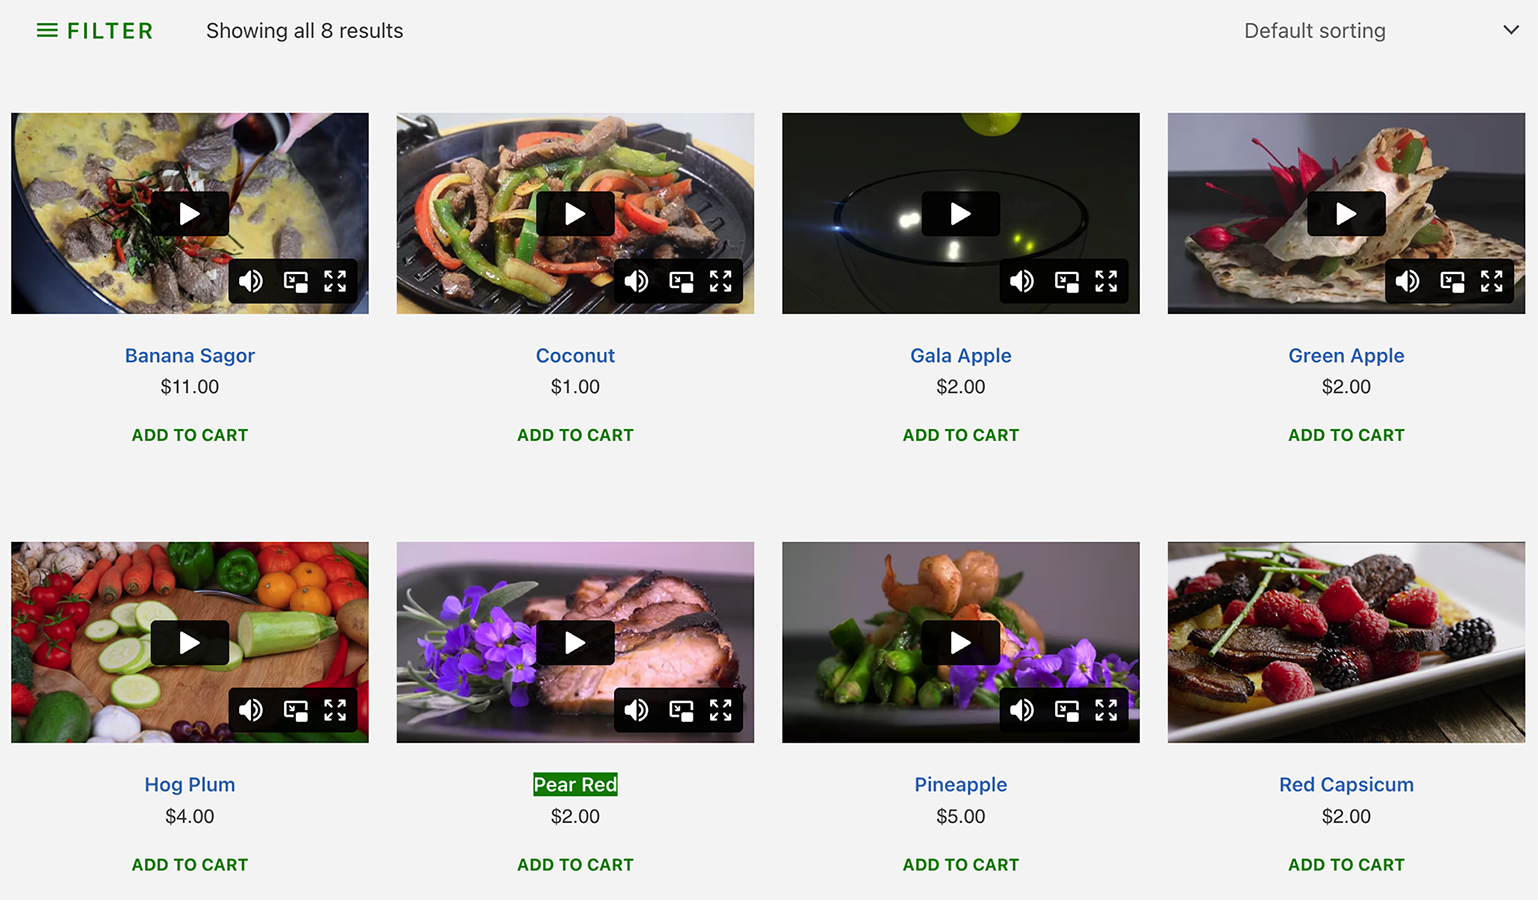 FILTER Showing all 8 results Default sorting
Banana Sagor Coconut Gala Apple Green Apple
$11.00 $1.00 $2.00 $2.00
ADD TO CART ADD TO CART ADD TO CART ADD TO CART
Hog Plum Pear Red Pineapple Red Capsicum
$4.00 $2.00 $5.00 $2.00
ADD TO CART ADD TO CART ADD TO CART ADD TO CART